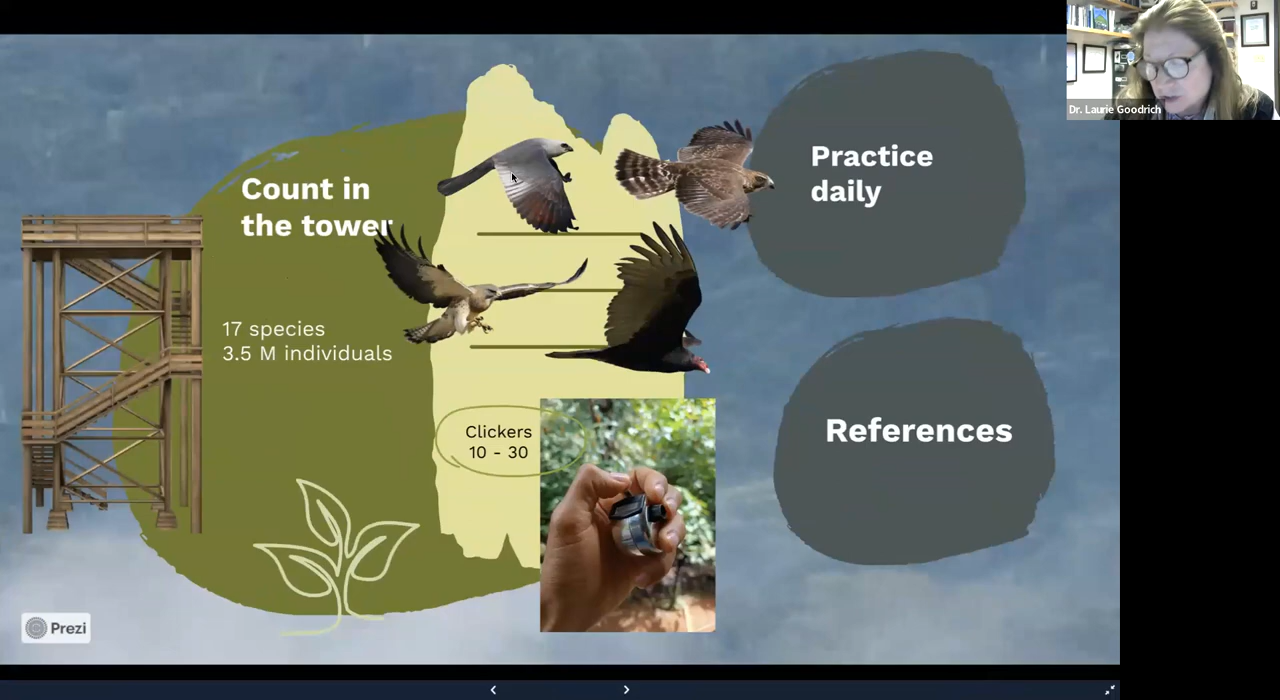 Count in
the tower
17 species
3.5 M individuals
Clickers
10 - 30
Practice
daily
References
Prezi
Dr. Laurie Goodrich